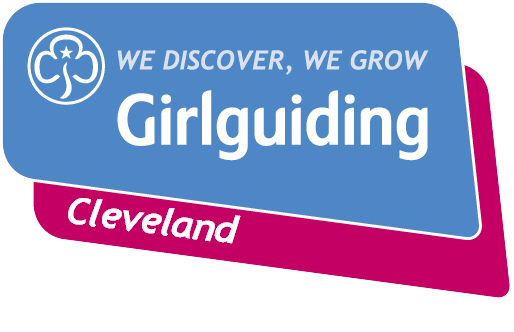 WE DISCOVER, WE GROW
Girlguiding
Cleveland